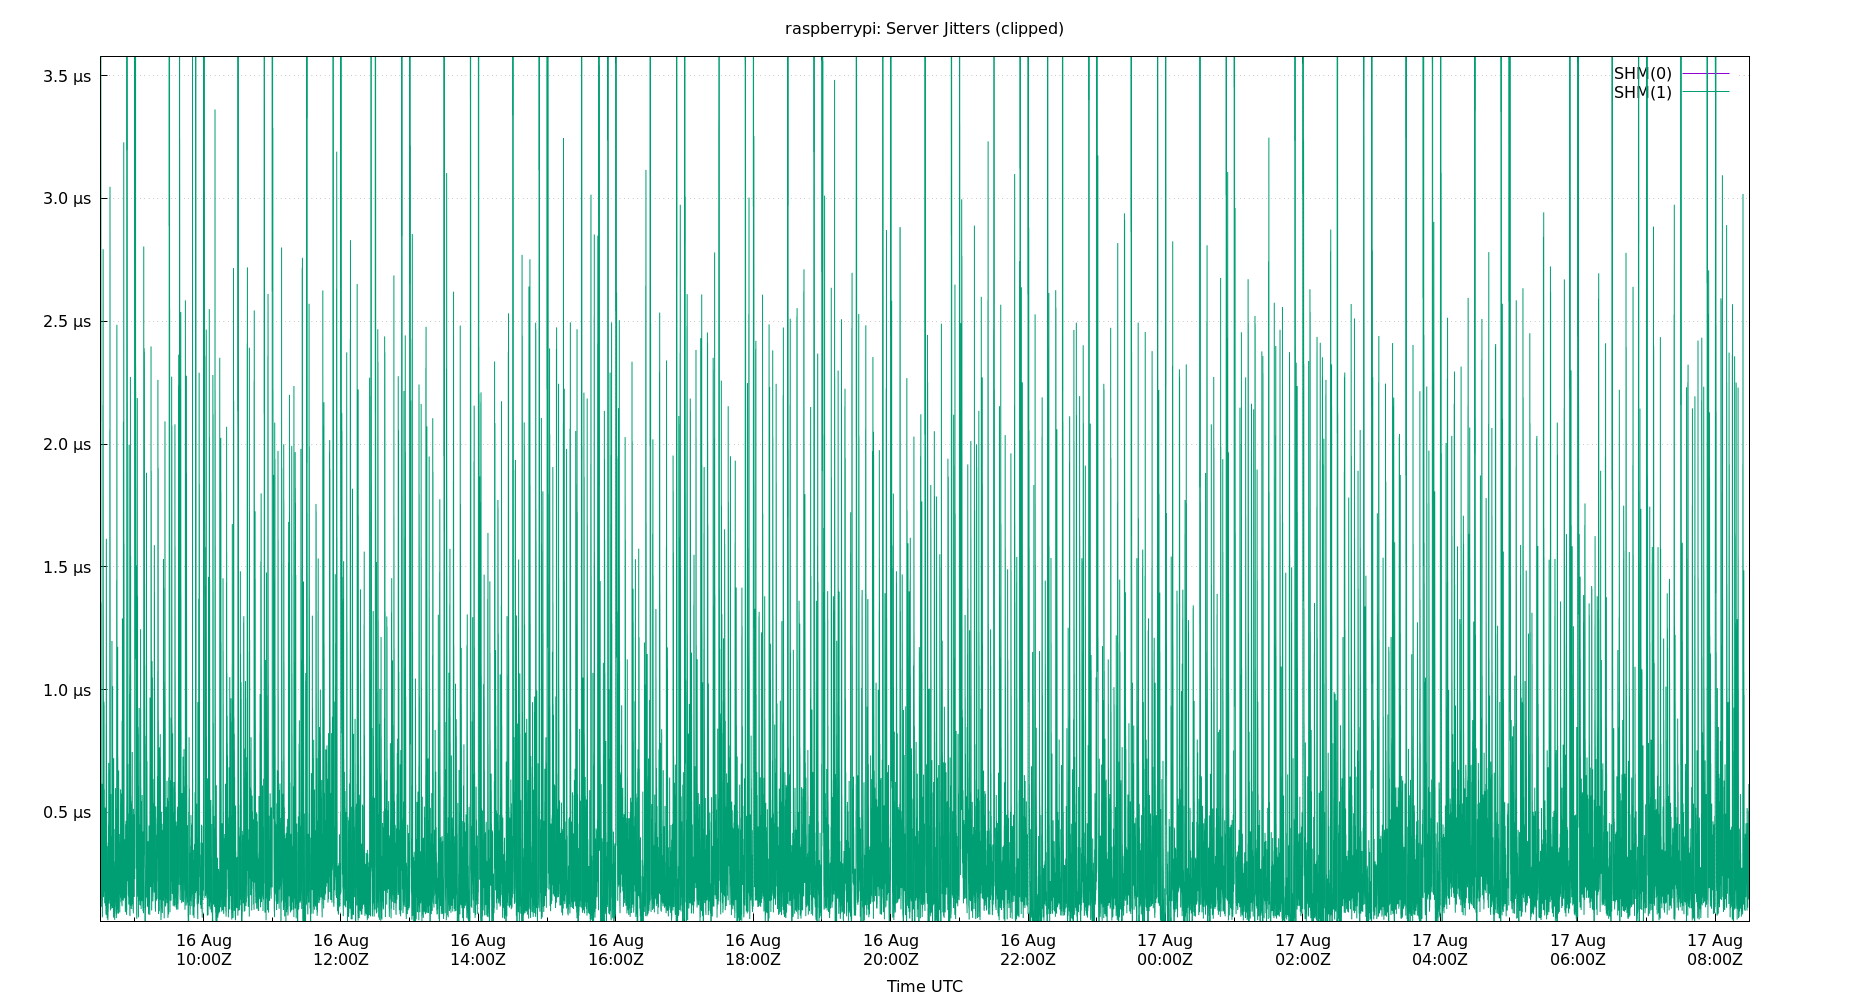 raspberrypi: Server Jitters (clipped)
SHM(0)
SHM(1)
3.5 µs
3.0 µs
2.5 µs
2.0 µs
1.5 µs
1.0 µs
0.5 µs
16 Aug 16 Aug 16 Aug 16 Aug 16 Aug 16 Aug 16 Aug 17 Aug 17 Aug 17 Aug 17 Aug 17 Aug
10:00Z 12:00Z 14:00Z 16:00Z 18:00Z 20:00Z 22:00Z 00:00Z 02:00Z 04:00Z 06:00Z 08:00Z
Time UTC